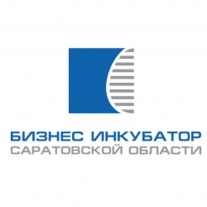 БИЗНЕС ИНКУБАТОР
САРАТОВСКОЙ ОБЛАСТИ